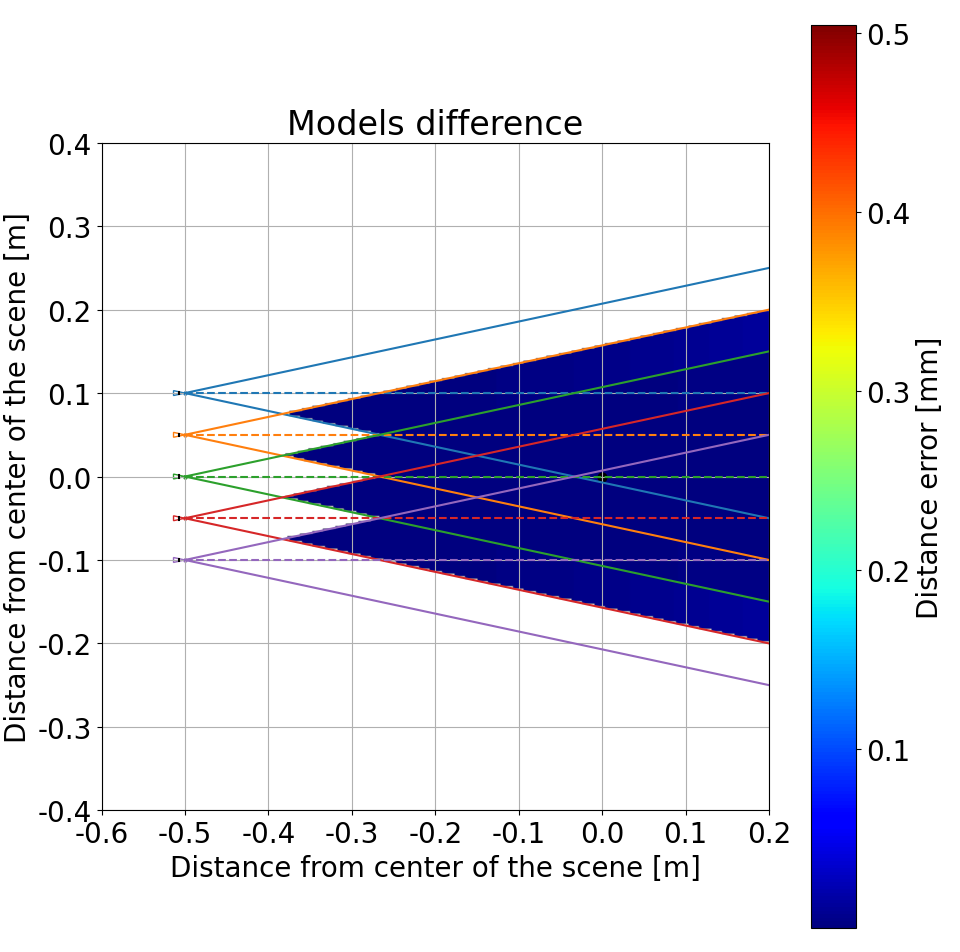 Models difference
Distance from center of the scene [m]
0.4
0.3
0.2
0.1
0.0
-0.1
-0.2
-0.3
-0.4
-0.6 -0.5 -0.4 -0.3 -0.2 -0.1 0.0 0.1 0.2
Distance from center of the scene [m]
0.5
0.4
0.3
0.2
0.1
Distance error [mm]